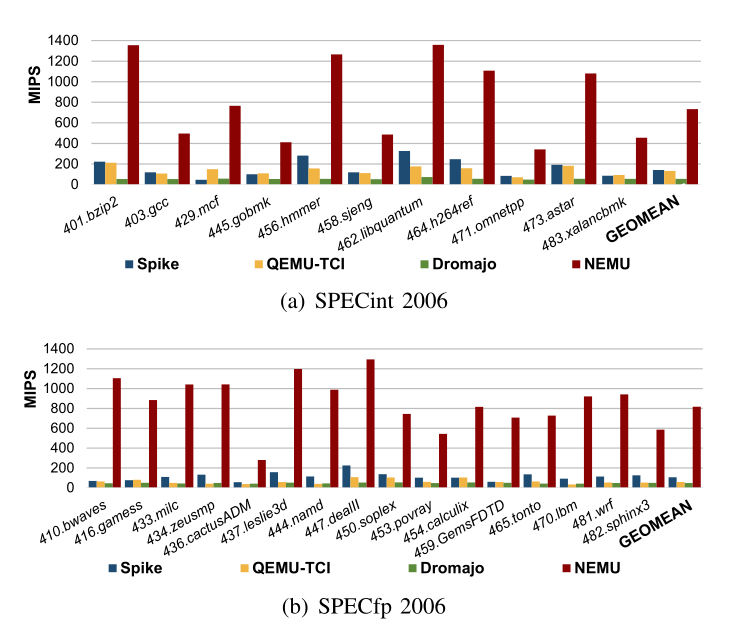 MIPS
1400
1200
1000
800
600
400
200
0
401.bzip2
403.gcc
429.mcf
445.gobmk
456.hmmer
458.sjeng
462.libquantum
464.h264ref
471.omnetpp
473.astar
483.xalancbmk
GEOMEAN
Spike QEMU-TCI Dromajo NEMU
(a) SPECint 2006
MIPS
1400
1200
1000
800
600
400
200
0
410.bwaves
416.gamess
433.milc
434.zeusmp
436.cactusADM
437.leslie3d
444.namd
447.dealII
450.soplex
453.povray
454.calculix
459.GemsFDTD
465.tonto
470.lbm
481.wrf
482.sphinx3
GEOMEAN
Spike QEMU-TCI Dromajo NEMU
(b) SPECfp 2006